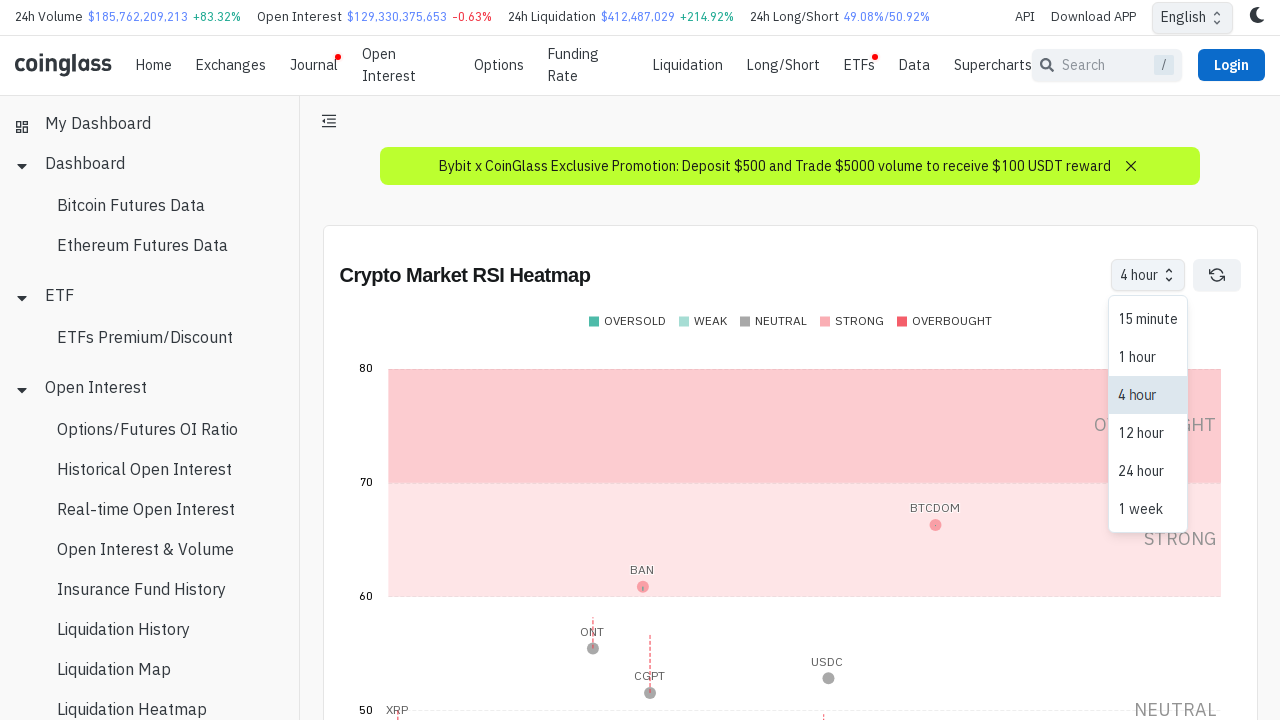 24h Volume $185,762,209,213 +83.32% Open Interest $129,330,375,653 -0.63% 24h Liquidation $412,487,029 +214.92% 24h Long/Short 49.08%/50.92% API Download APP English
coinglass Home Exchanges Journal Open Interest Options Funding Rate Liquidation Long/Short ETFs Data Supercharts Search / Login
My Dashboard
Dashboard
Bitcoin Futures Data
Ethereum Futures Data
ETF
ETFs Premium/Discount
Open Interest
Options/Futures OI Ratio
Historical Open Interest
Real-time Open Interest
Open Interest & Volume
Insurance Fund History
Liquidation History
Liquidation Map
Liquidation Heatmap
Bybit x CoinGlass Exclusive Promotion: Deposit $500 and Trade $5000 volume to receive $100 USDT reward
Crypto Market RSI Heatmap
4 hour
15 minute
1 hour
4 hour
12 hour
24 hour
1 week
OVERSOLD WEAK NEUTRAL STRONG OVERBOUGHT
80
70
BTCDOM
STRONG
BAN
60
ONT
USDC
CGPT
XRP
50
NEUTRAL